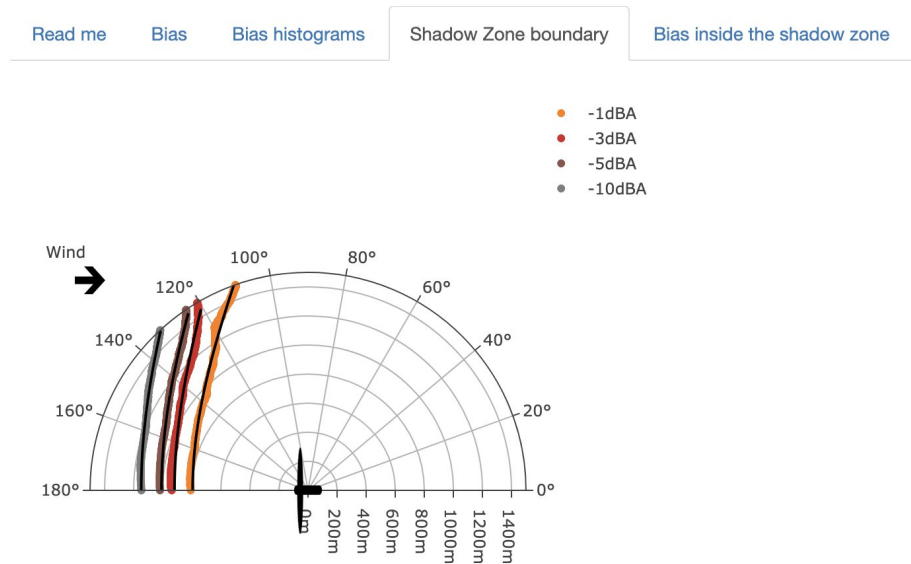 Read me
Bias
Bias histograms
Shadow Zone boundary
Bias inside the shadow zone
-1dBA
-3dBA
-5dBA
-10dBA
Wind
100°
80°
120°
60°
140°
40°
160°
20°
180°
0°
0m
200m
400m
600m
800m
1000m
1200m
1400m